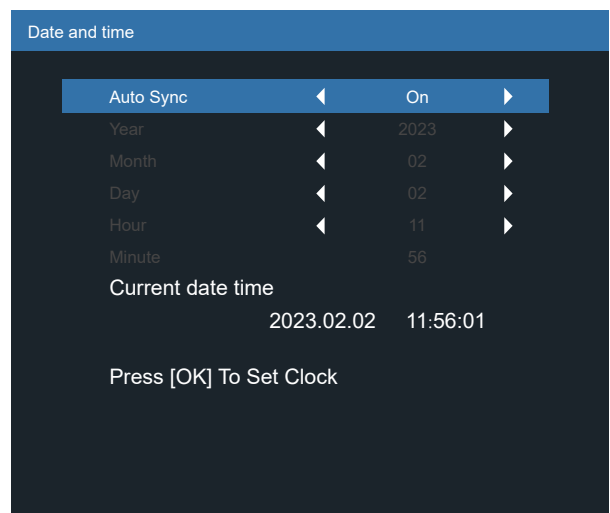 Date and time
Auto Sync On
Year 2023
Month 02
Day 02
Hour 11
Minute 56
Current date time
2023.02.02 11:56:01
Press [OK] To Set Clock